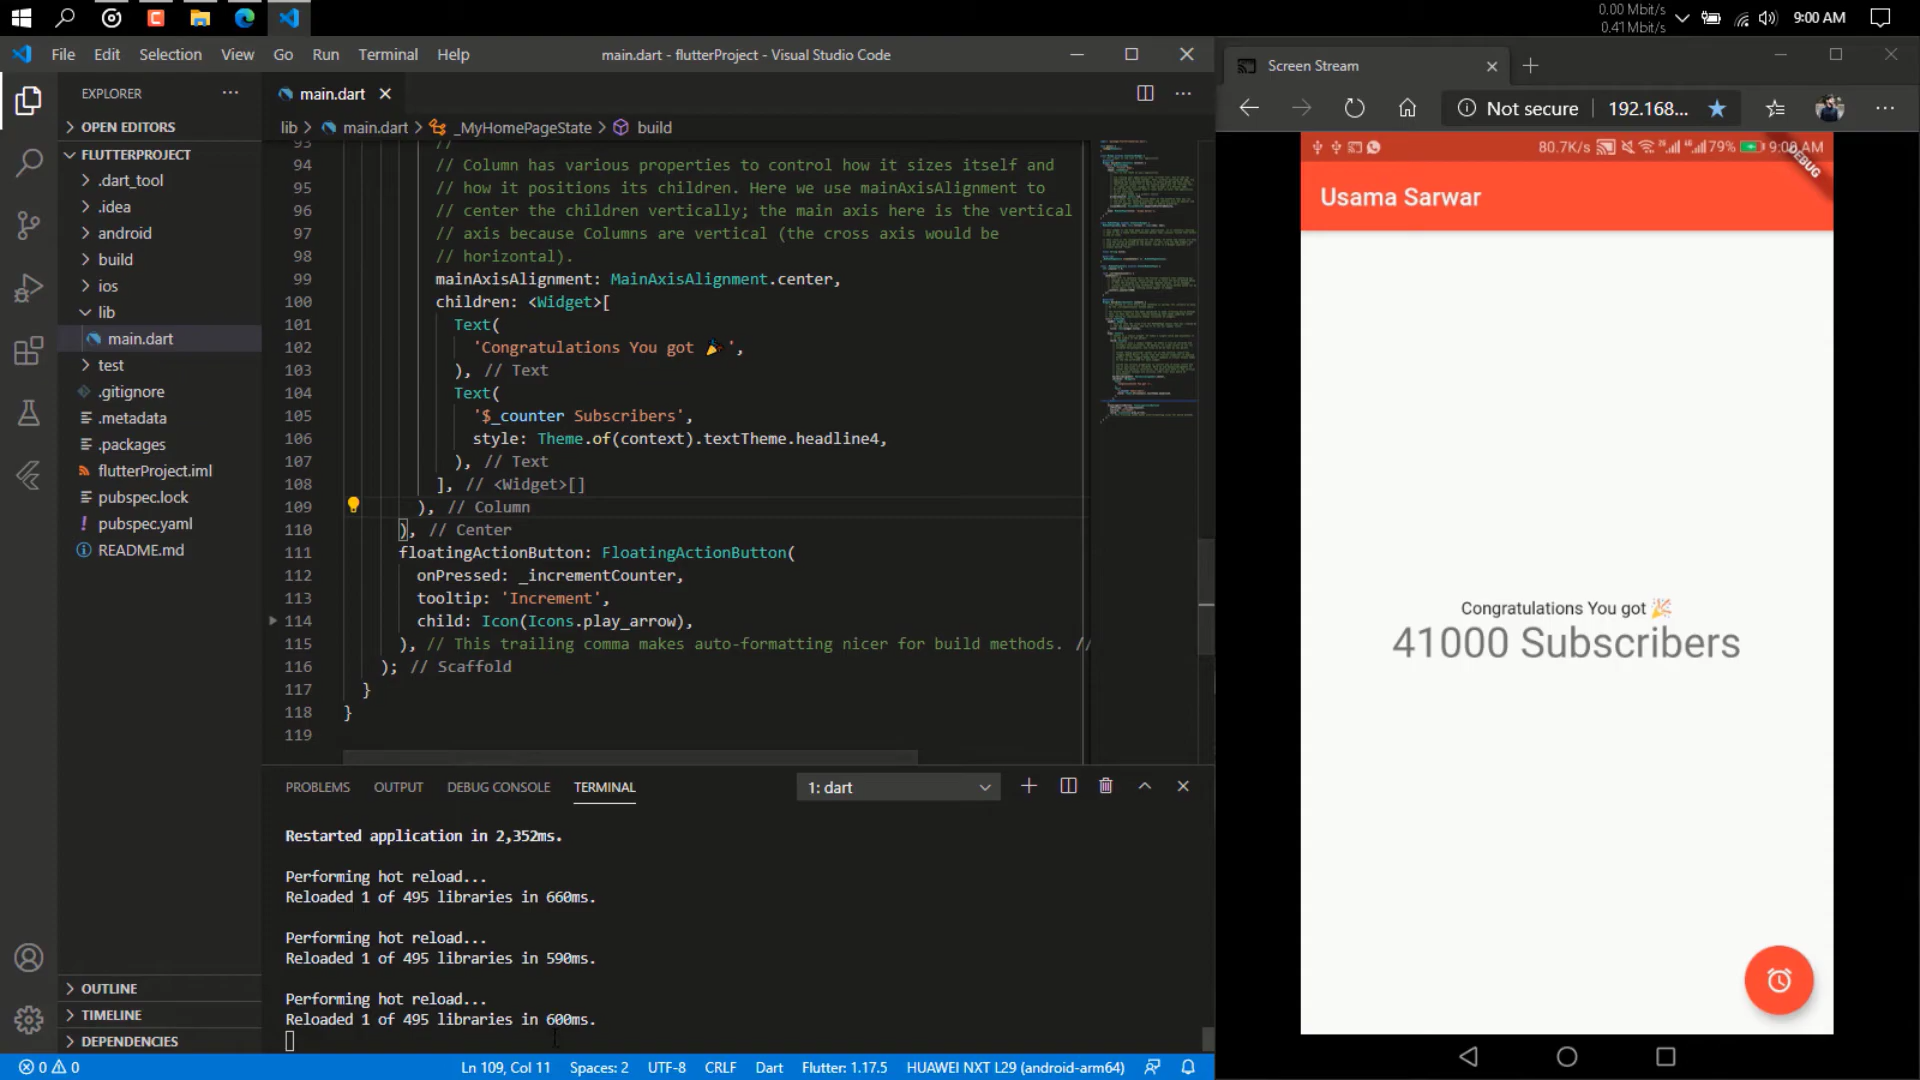 0.00 Mbit/s
0.41 Mbit/s
9:00 AM
File Edit Selection View Go Run Terminal Help
main.dart - flutterProject - Visual Studio Code
EXPLORER
OPEN EDITORS
FLUTTERPROJECT
.dart_tool
.idea
android
build
ios
lib
main.dart
test
.gitignore
.metadata
.packages
flutterProject.iml
pubspec.lock
pubspec.yaml
README.md
OUTLINE
TIMELINE
DEPENDENCIES
main.dart
lib > main.dart > _MyHomePageState > build
93 //
94 // Column has various properties to control how it sizes itself and
95 // how it positions its children. Here we use mainAxisAlignment to
96 // center the children vertically; the main axis here is the vertical
97 // axis because Columns are vertical (the cross axis would be
98 // horizontal).
99 mainAxisAlignment: MainAxisAlignment.center,
100 children: <Widget>[
101 Text(
102 'Congratulations You got 🎉',
103 ), // Text
104 Text(
105 '$_counter Subscribers',
106 style: Theme.of(context).textTheme.headline4,
107 ), // Text
108 ], // <Widget>[]
109 ), // Column
110 ), // Center
111 floatingActionButton: FloatingActionButton(
112 onPressed: _incrementCounter,
113 tooltip: 'Increment',
114 child: Icon(Icons.play_arrow),
115 ), // This trailing comma makes auto-formatting nicer for build methods. //
116 ); // Scaffold
117 }
118 }
119
PROBLEMS OUTPUT DEBUG CONSOLE TERMINAL
1: dart
Restarted application in 2,352ms.
Performing hot reload...
Reloaded 1 of 495 libraries in 660ms.
Performing hot reload...
Reloaded 1 of 495 libraries in 590ms.
Performing hot reload...
Reloaded 1 of 495 libraries in 600ms.
0 0
Ln 109, Col 11 Spaces: 2 UTF-8 CRLF Dart Flutter: 1.17.5 HUAWEI NXT L29 (android-arm64)
Screen Stream
Not secure 192.168...
80.7K/s 79% 9:00 AM
DEBUG
Usama Sarwar
Congratulations You got 🎉
41000 Subscribers